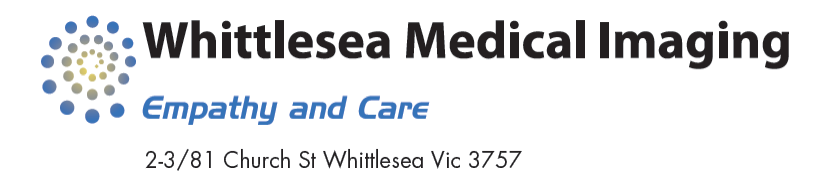 Whittlesea Medical Imaging
Empathy and Care
2-3/81 Church St Whittlesea Vic 3757